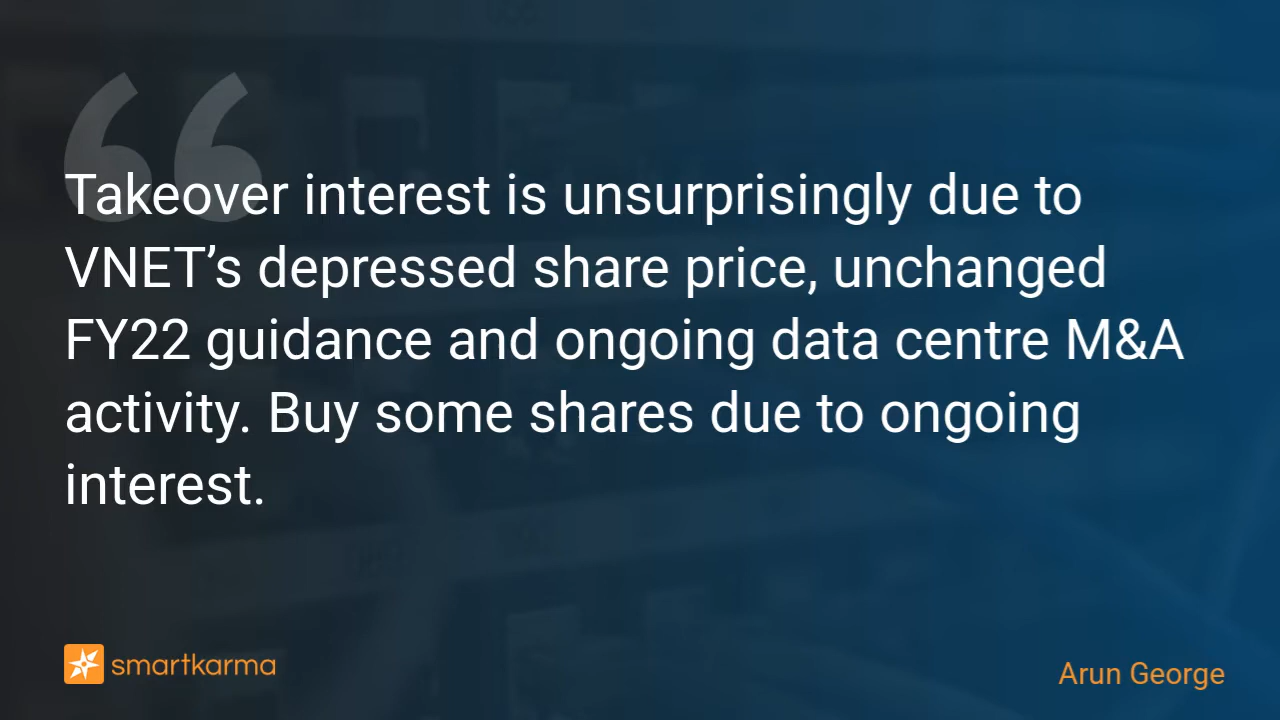 Takeover interest is unsurprisingly due to
VNET’s depressed share price, unchanged
FY22 guidance and ongoing data centre M&A
activity. Buy some shares due to ongoing
interest.
smartkarma
Arun George